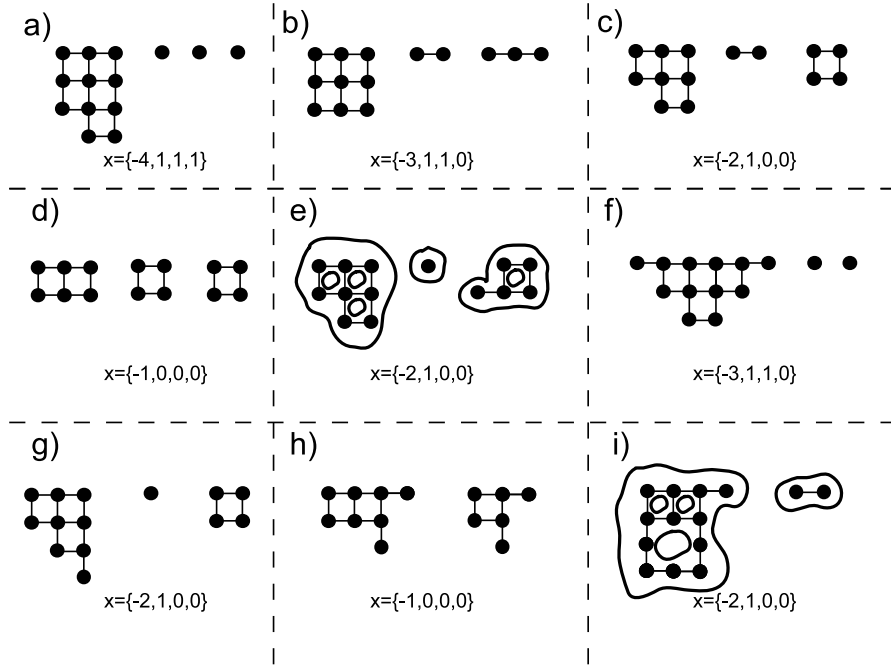 a)
b)
c)
x={-4,1,1,1}
x={-3,1,1,0}
x={-2,1,0,0}
d)
e)
f)
x={-1,0,0,0}
x={-2,1,0,0}
x={-3,1,1,0}
g)
h)
i)
x={-2,1,0,0}
x={-1,0,0,0}
x={-2,1,0,0}